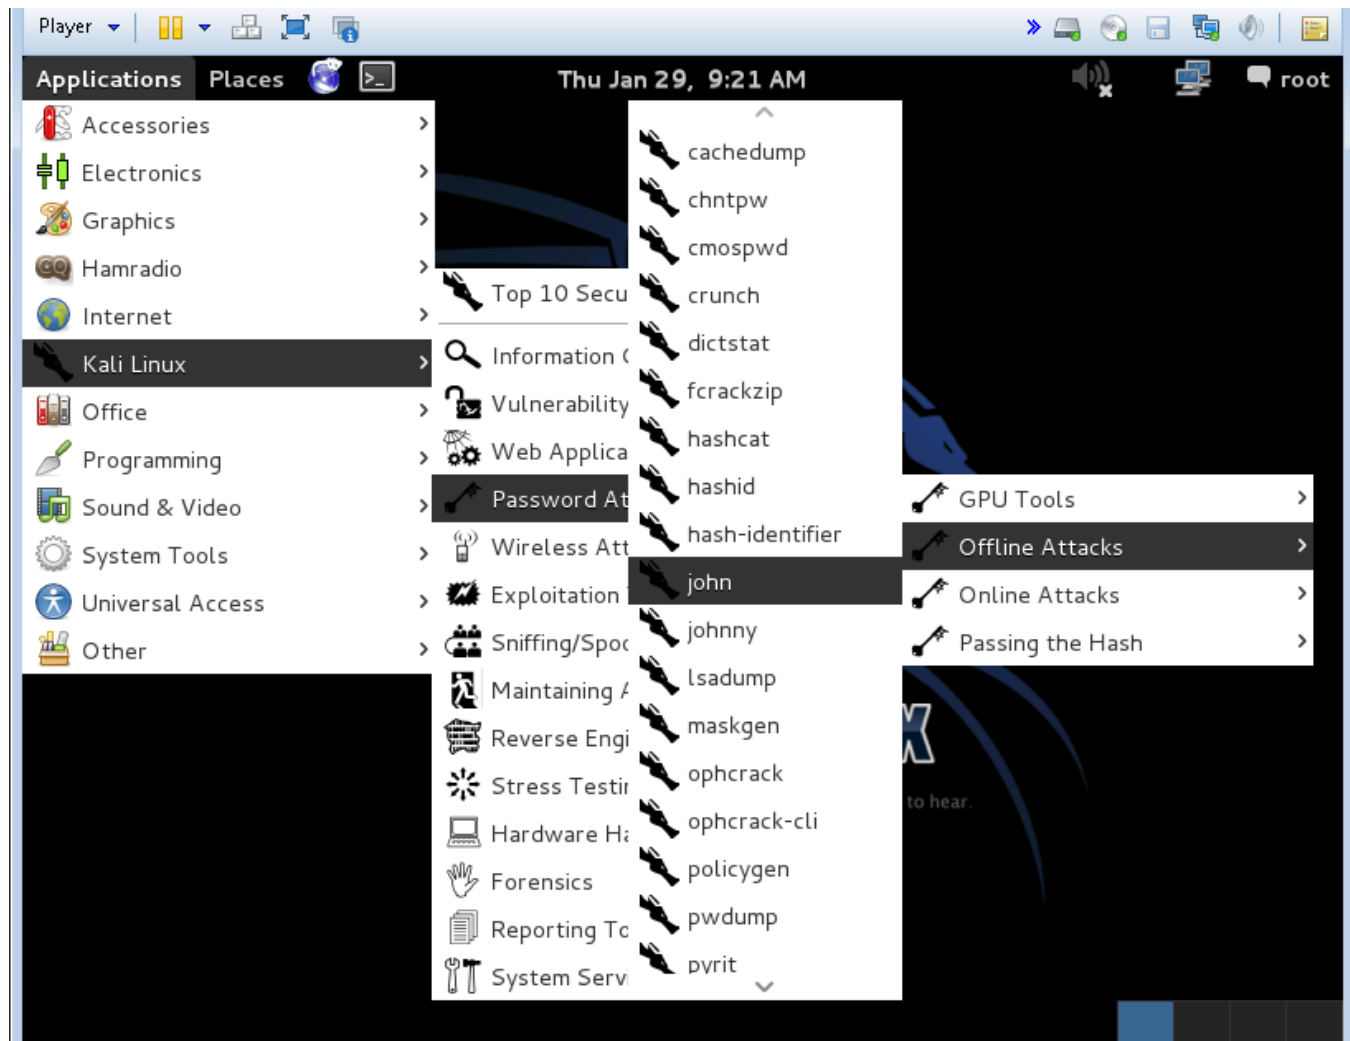 Player
Applications Places Thu Jan 29, 9:21 AM root
Accessories
Electronics
Graphics
Hamradio
Internet
Kali Linux
Office
Programming
Sound & Video
System Tools
Universal Access
Other
Top 10 Secu
Information
Vulnerability
Web Applica
Password At
Wireless Att
Exploitation
Sniffing/Spoo
Maintaining A
Reverse Engi
Stress Testin
Hardware Ha
Forensics
Reporting To
System Servi
cachedump
chntpw
cmospwd
crunch
dictstat
fcrackzip
hashcat
hashid
hash-identifier
john
johnny
lsadump
maskgen
ophcrack
ophcrack-cli
policygen
pwdump
pyrit
GPU Tools
Offline Attacks
Online Attacks
Passing the Hash
X
to hear.